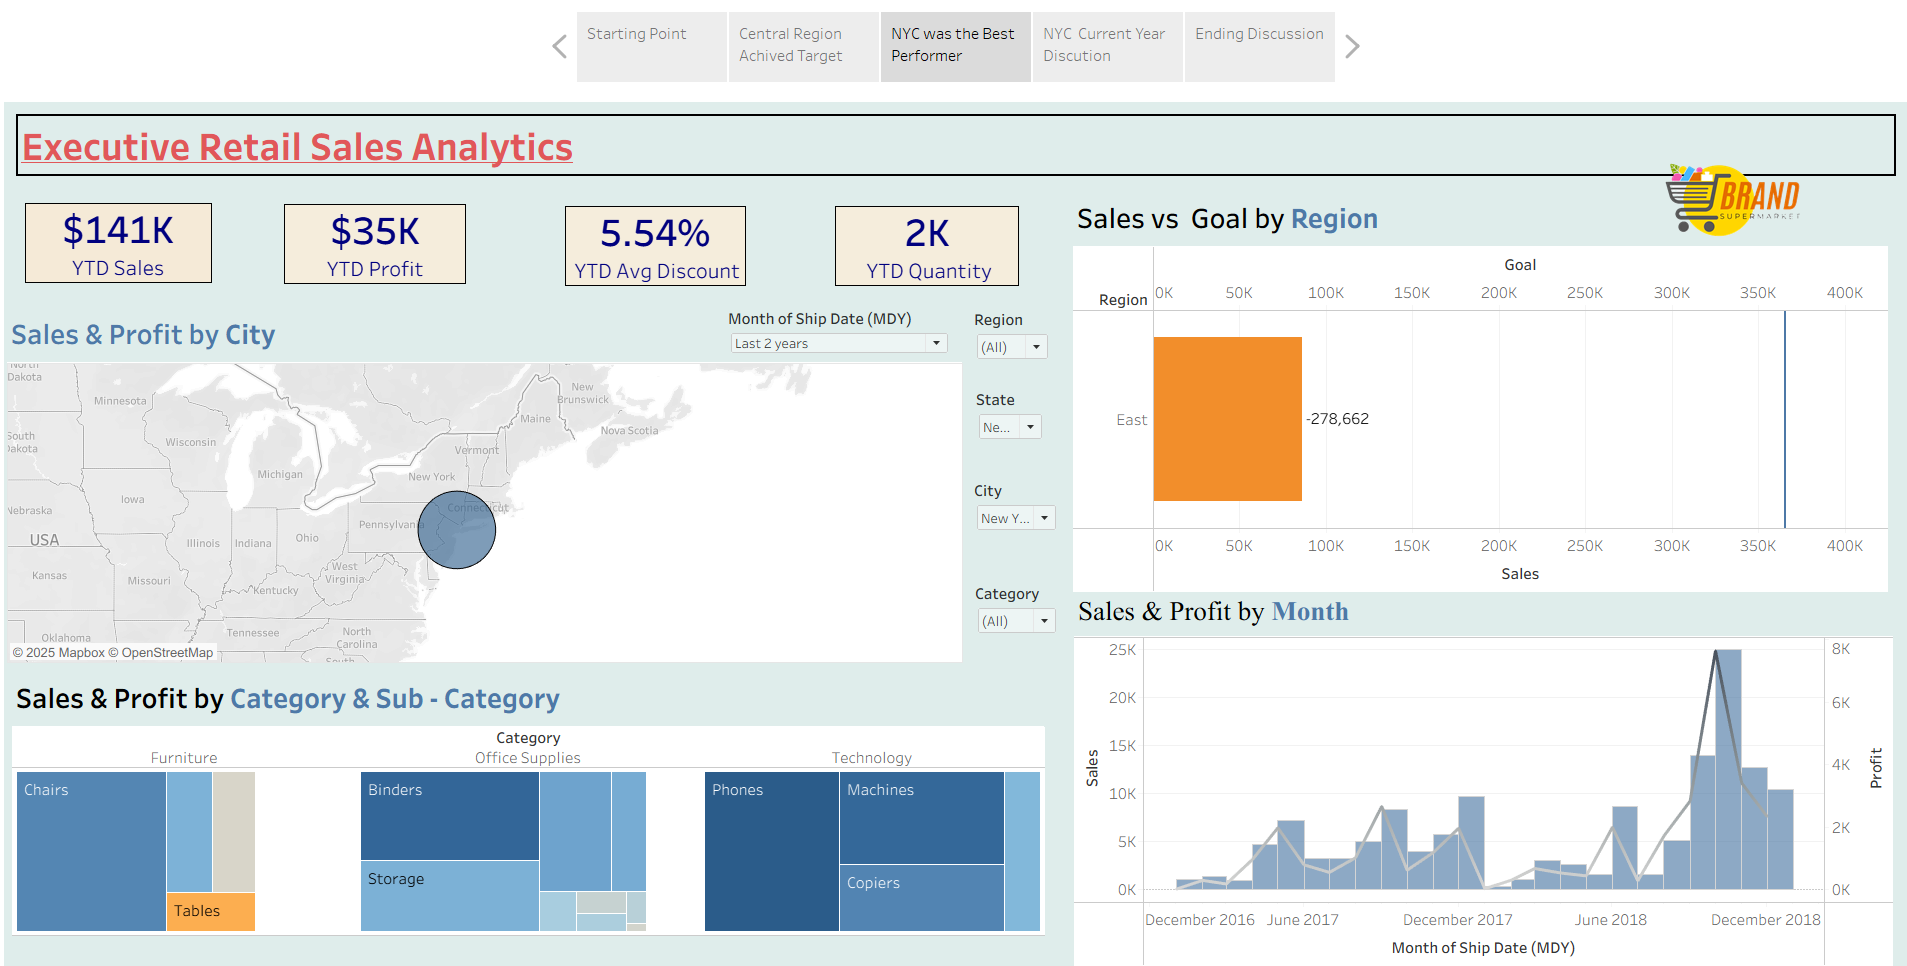 Starting Point
Central Region
Achived Target
NYC was the Best
Performer
NYC  Current Year
Discution
Ending Discussion
Executive Retail Sales Analytics
BRAND
SUPERMARKET
$141K
YTD Sales
$35K
YTD Profit
5.54%
YTD Avg Discount
2K
YTD Quantity
Sales & Profit by City
Month of Ship Date (MDY)
Last 2 years
Region
(All)
State
Ne...
City
New Y...
Category
(All)
North
Dakota
Minnesota
South
Dakota
Wisconsin
Michigan
Iowa
Nebraska
USA
Illinois
Indiana
Ohio
Kansas
Missouri
West
Virginia
Kentucky
Tennessee
North
Carolina
South
Oklahoma
Pennsylvania
New York
Vermont
Connecticut
Maine
New
Brunswick
Nova Scotia
© 2025 Mapbox © OpenStreetMap
Sales & Profit by Category & Sub - Category
Category
Furniture
Office Supplies
Technology
Chairs
Tables
Binders
Storage
Phones
Machines
Copiers
Sales vs  Goal by Region
Goal
Region
0K 50K 100K 150K 200K 250K 300K 350K 400K
East
-278,662
0K 50K 100K 150K 200K 250K 300K 350K 400K
Sales
Sales & Profit by Month
25K
20K
15K
10K
5K
0K
Sales
8K
6K
4K
2K
0K
Profit
December 2016 June 2017 December 2017 June 2018 December 2018
Month of Ship Date (MDY)